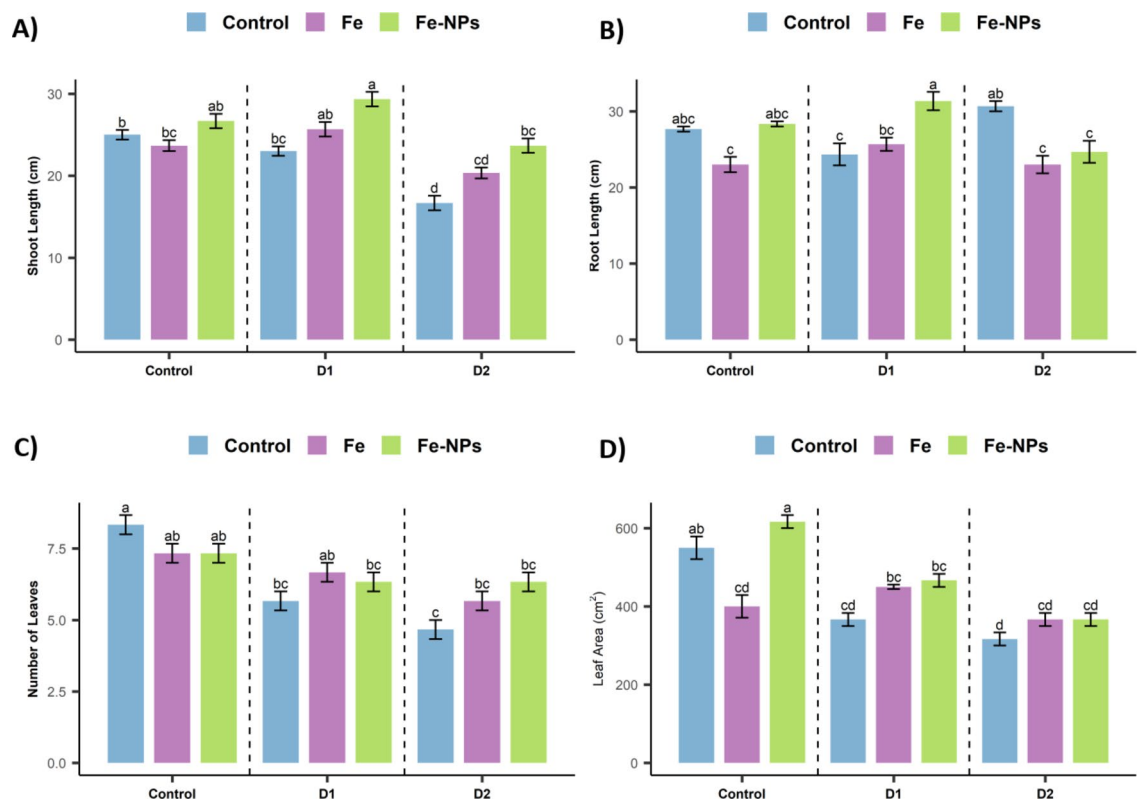 A)
Control Fe Fe-NPs
Shoot Length (cm)
30
20
10
0
b bc ab
bc ab a
d cd bc
Control D1 D2
B)
Control Fe Fe-NPs
Root Length (cm)
30
20
10
0
abc c abc
c bc a
ab c c
Control D1 D2
C)
Control Fe Fe-NPs
Number of Leaves
7.5
5.0
2.5
0.0
a ab ab
bc ab bc
c bc bc
Control D1 D2
D)
Control Fe Fe-NPs
Leaf Area (cm²)
600
400
200
0
ab cd a
cd bc bc
d cd cd
Control D1 D2